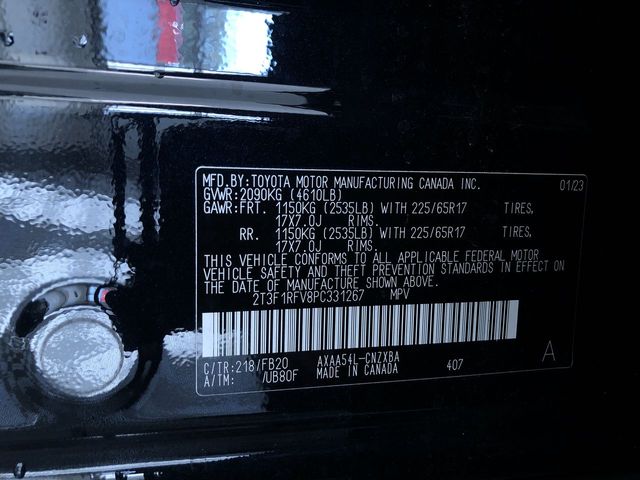 MFD.BY:TOYOTA MOTOR MANUFACTURING CANADA INC. 01/23
GVWR:2090KG (4610LB)
GAWR:FRT. 1150KG (2535LB) WITH 225/65R17 TIRES.
17X7.0J RIMS.
RR. 1150KG (2535LB) WITH 225/65R17 TIRES.
17X7.0J RIMS.
THIS VEHICLE CONFORMS TO ALL APPLICABLE FEDERAL MOTOR
VEHICLE SAFETY AND THEFT PREVENTION STANDARDS IN EFFECT ON
THE DATE OF MANUFACTURE SHOWN ABOVE.
2T3F1RFV8PC331267 MPV
C/TR:218/FB20 AXAA54L-CNZXBA 407 A
A/TM: /UB80F MADE IN CANADA